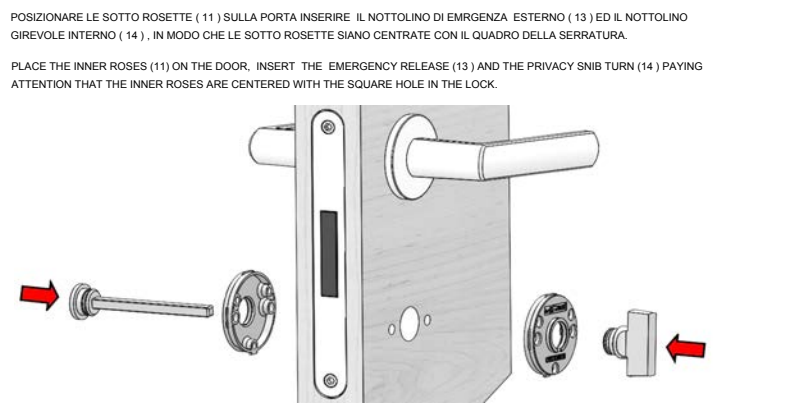 POSIZIONARE LE SOTTO ROSETTE ( 11 ) SULLA PORTA INSERIRE IL NOTTOLINO DI EMRGENZA ESTERNO ( 13 ) ED IL NOTTOLINO
GIREVOLE INTERNO ( 14 ) , IN MODO CHE LE SOTTO ROSETTE SIANO CENTRATE CON IL QUADRO DELLA SERRATURA.
PLACE THE INNER ROSES (11) ON THE DOOR, INSERT THE EMERGENCY RELEASE (13 ) AND THE PRIVACY SNIB TURN (14 ) PAYING
ATTENTION THAT THE INNER ROSES ARE CENTERED WITH THE SQUARE HOLE IN THE LOCK.